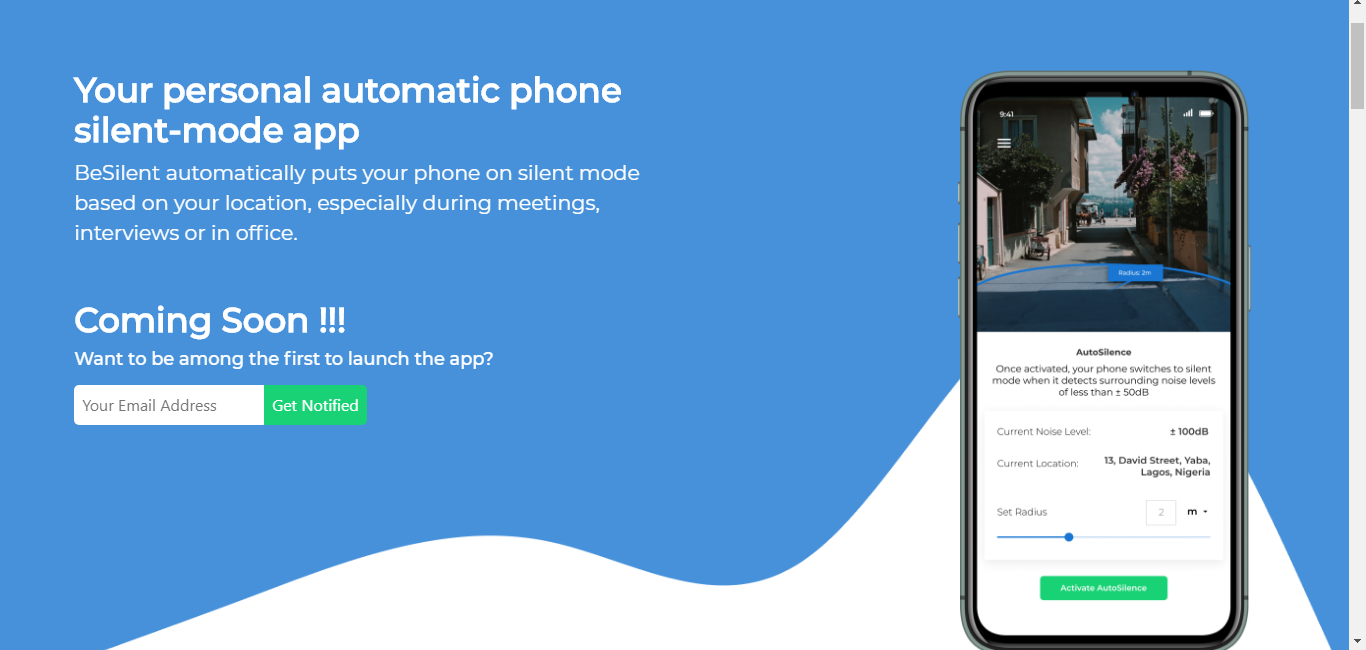 Your personal automatic phone
silent-mode app
BeSilent automatically puts your phone on silent mode
based on your location, especially during meetings,
interviews or in office.
Coming Soon !!!
Want to be among the first to launch the app?
Your Email Address
Get Notified
9:41
Radius: 2m
AutoSilence
Once activated, your phone switches to silent
mode when it detects surrounding noise levels
of less than ± 50dB
Current Noise Level: ± 100dB
Current Location: 13, David Street, Yaba,
Lagos, Nigeria
Set Radius 2 m
Activate AutoSilence